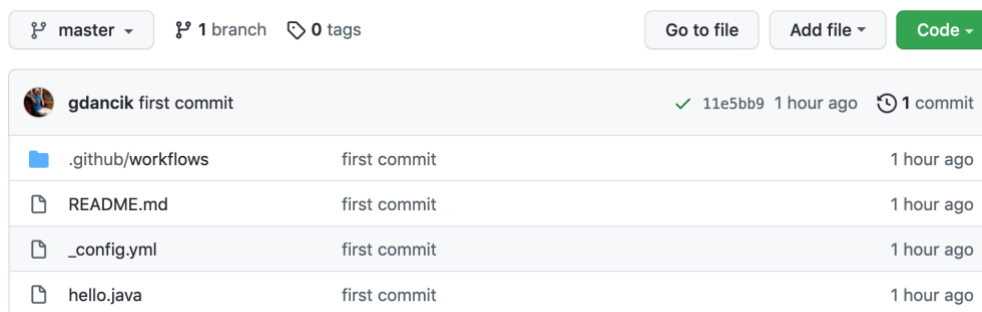 master 1 branch 0 tags Go to file Add file Code
gdancik first commit 11e5bb9 1 hour ago 1 commit
.github/workflows first commit 1 hour ago
README.md first commit 1 hour ago
_config.yml first commit 1 hour ago
hello.java first commit 1 hour ago